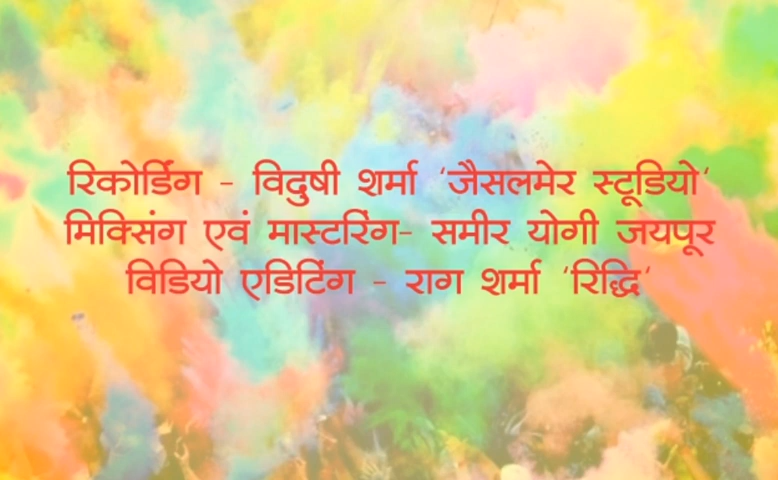 रिकोर्डिंग - विदुषी शर्मा 'जैसलमेर स्टूडियो'
मिक्सिंग एवं मास्टरिंग- समीर योगी जयपूर
विडियो एडिटिंग - राग शर्मा 'रिद्धि'